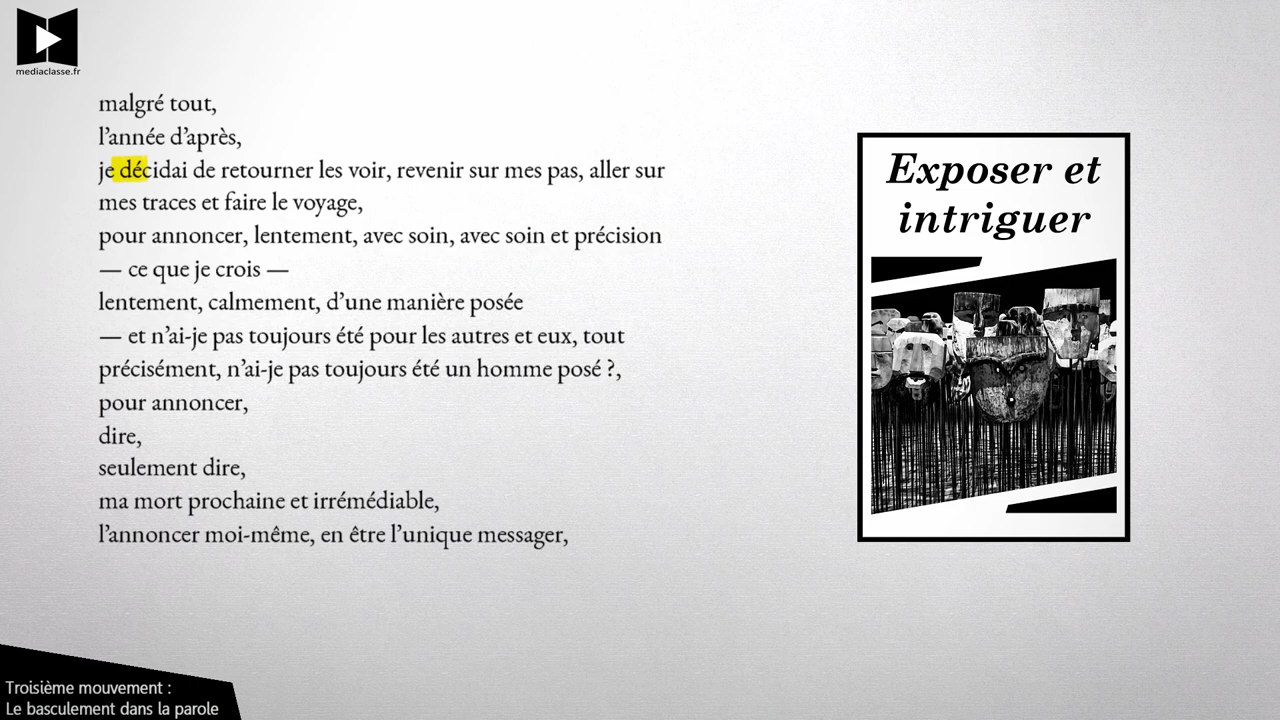 mediaclasse.fr
malgré tout,
l’année d’après,
je décidai de retourner les voir, revenir sur mes pas, aller sur
mes traces et faire le voyage,
pour annoncer, lentement, avec soin, avec soin et précision
— ce que je crois —
lentement, calmement, d’une manière posée
— et n’ai-je pas toujours été pour les autres et eux, tout
précisément, n’ai-je pas toujours été un homme posé ?,
pour annoncer,
dire,
seulement dire,
ma mort prochaine et irrémédiable,
l’annoncer moi-même, en être l’unique messager,
Exposer et
intriguer
Troisième mouvement :
Le basculement dans la parole